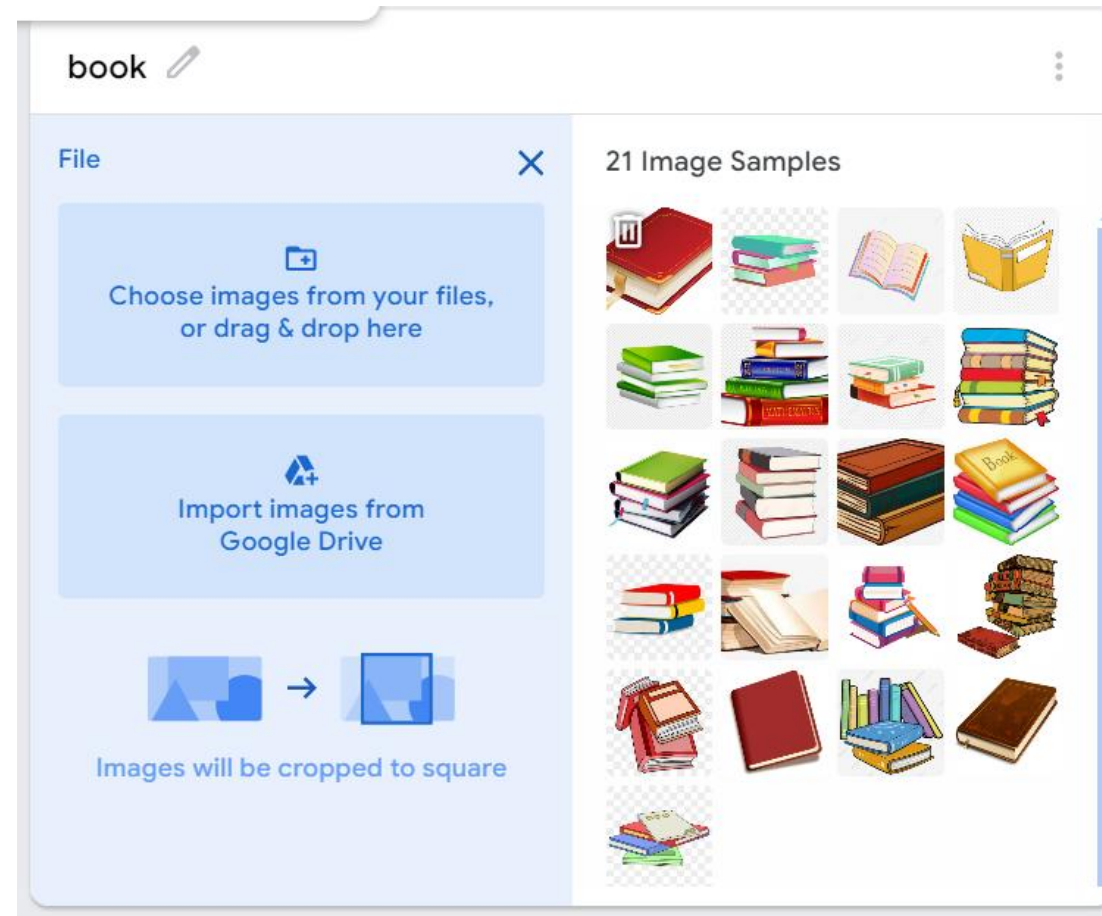 book
File
21 Image Samples
Choose images from your files,
or drag & drop here
Import images from
Google Drive
Images will be cropped to square
MATHEMATICS
Book